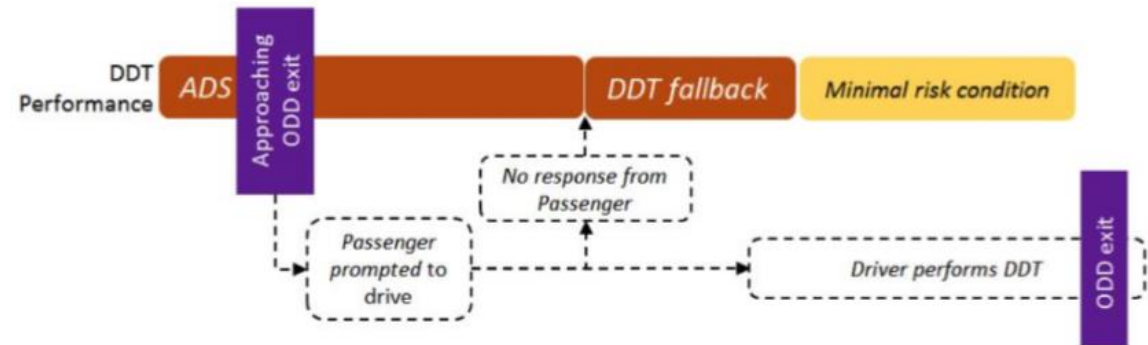 DDT
Performance
ADS
Approaching
ODD exit
DDT fallback
Minimal risk condition
No response from
Passenger
Passenger
prompted to
drive
Driver performs DDT
ODD exit